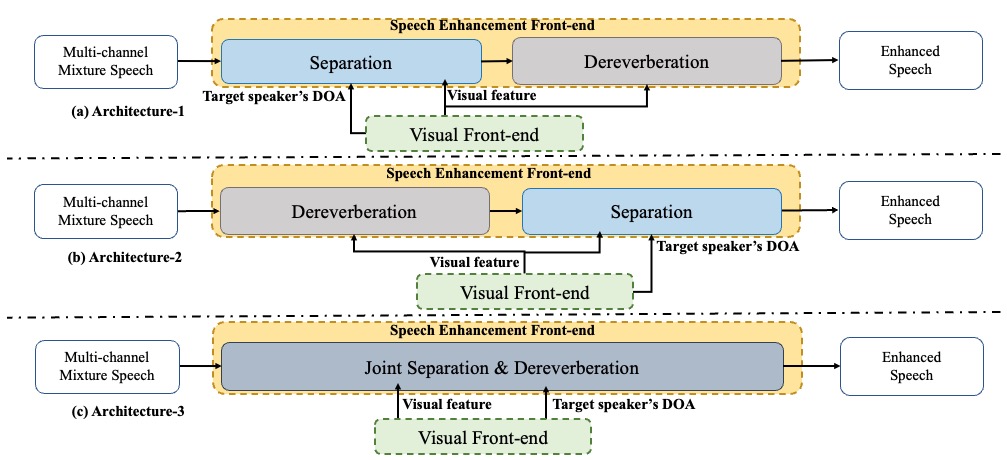 Speech Enhancement Front-end
Multi-channel
Mixture Speech
Separation
Dereverberation
Enhanced
Speech
Target speaker's DOA
Visual feature
(a) Architecture-1
Visual Front-end
Speech Enhancement Front-end
Multi-channel
Mixture Speech
Dereverberation
Separation
Enhanced
Speech
Target speaker's DOA
(b) Architecture-2
Visual feature
Visual Front-end
Speech Enhancement Front-end
Multi-channel
Mixture Speech
Joint Separation & Dereverberation
Enhanced
Speech
(c) Architecture-3
Visual feature
Target speaker's DOA
Visual Front-end